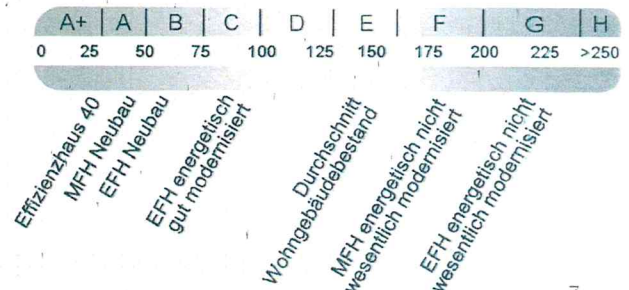 A+ A B C D E F G H
0 25 50 75 100 125 150 175 200 225 >250
Effizienzhaus 40
MFH Neubau
EFH Neubau
EFH energetisch
gut modernisiert
Durchschnitt
Wohngebäudebestand
MFH energetisch nicht
wesentlich modernisiert
EFH energetisch nicht
wesentlich modernisiert